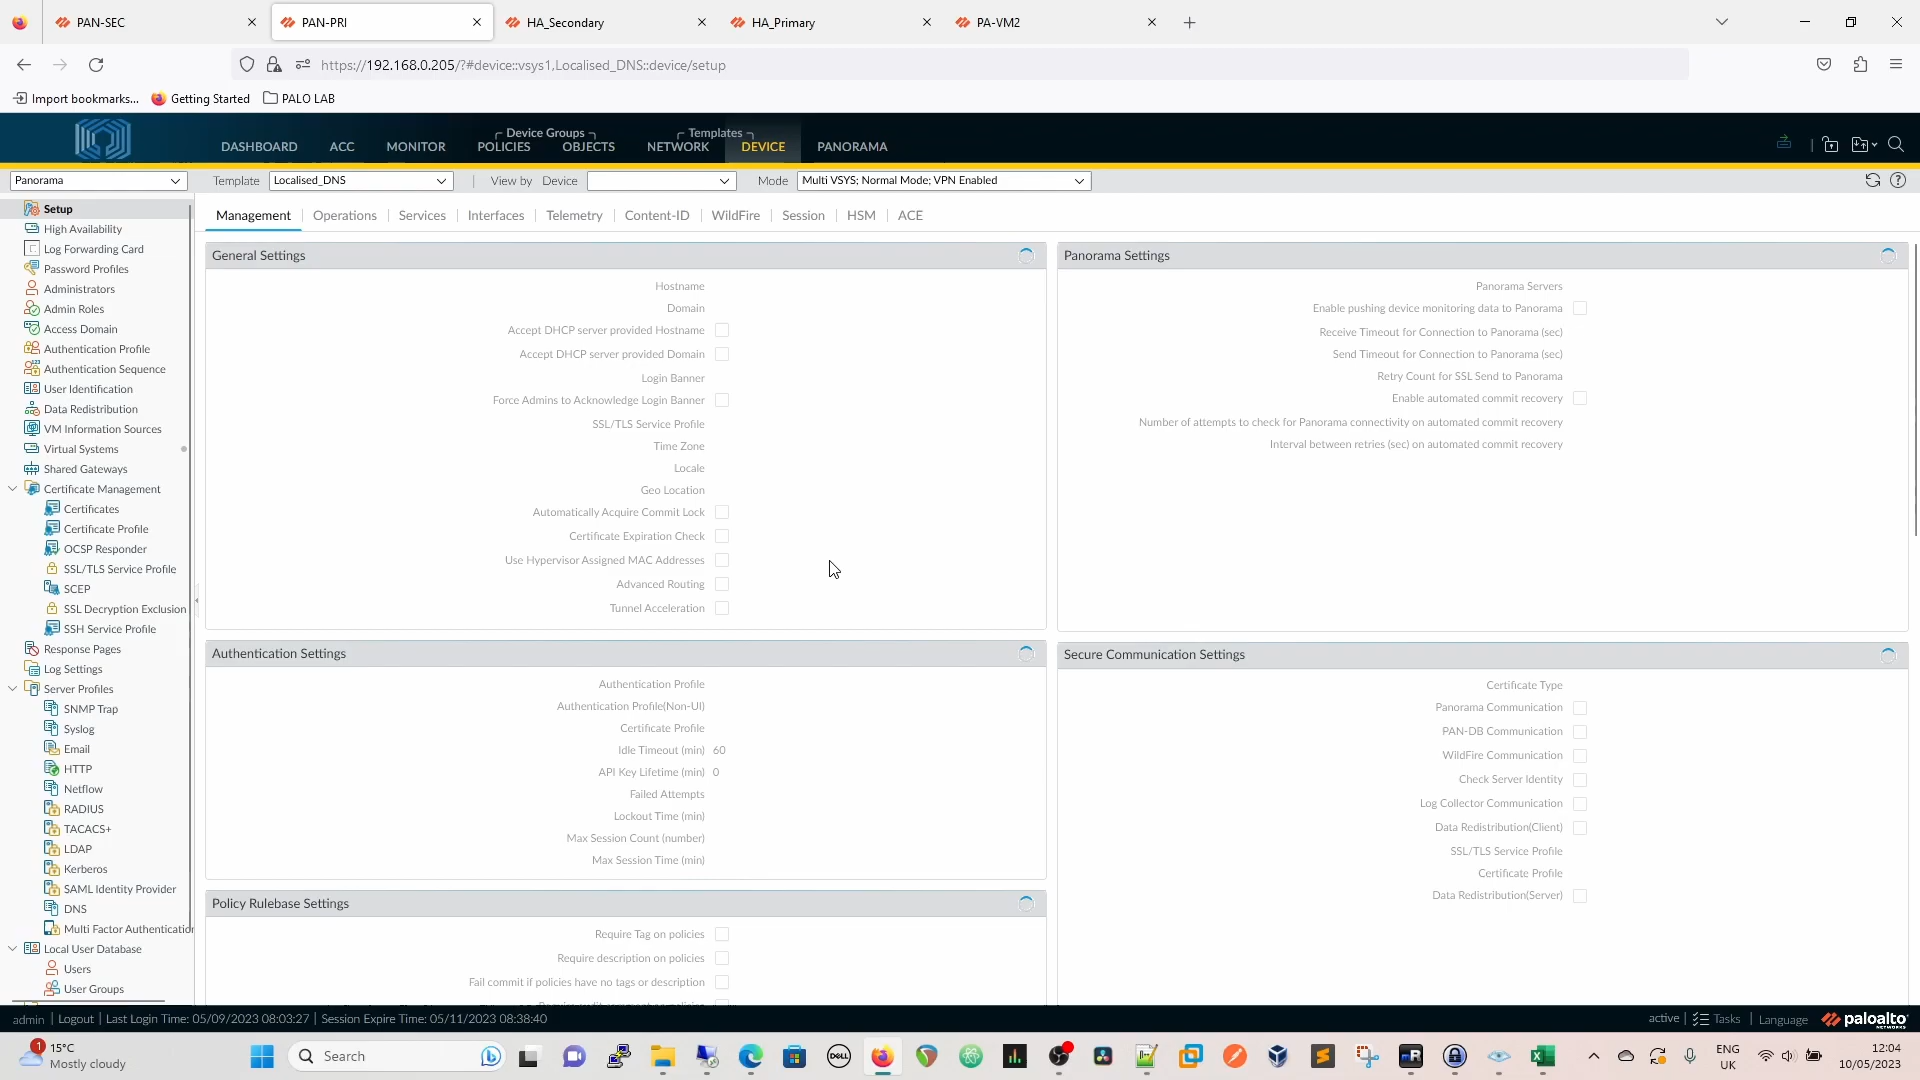 PAN-SEC
PAN-PRI
HA_Secondary
HA_Primary
PA-VM2
https://192.168.0.205/?#device::vsys1,Localised_DNS::device/setup
Import bookmarks...
Getting Started
PALO LAB
Device Groups
Templates
DASHBOARD
ACC
MONITOR
POLICIES
OBJECTS
NETWORK
DEVICE
PANORAMA
Panorama
Template
Localised_DNS
View by
Device
Mode
Multi VSYS; Normal Mode; VPN Enabled
Setup
High Availability
Log Forwarding Card
Password Profiles
Administrators
Admin Roles
Access Domain
Authentication Profile
Authentication Sequence
User Identification
Data Redistribution
VM Information Sources
Virtual Systems
Shared Gateways
Certificate Management
Certificates
Certificate Profile
OCSP Responder
SSL/TLS Service Profile
SCEP
SSL Decryption Exclusion
SSH Service Profile
Response Pages
Log Settings
Server Profiles
SNMP Trap
Syslog
Email
HTTP
Netflow
RADIUS
TACACS+
LDAP
Kerberos
SAML Identity Provider
DNS
Multi Factor Authentication
Local User Database
Users
User Groups
Management
Operations
Services
Interfaces
Telemetry
Content-ID
WildFire
Session
HSM
ACE
General Settings
Hostname
Domain
Accept DHCP server provided Hostname
Accept DHCP server provided Domain
Login Banner
Force Admins to Acknowledge Login Banner
SSL/TLS Service Profile
Time Zone
Locale
Geo Location
Automatically Acquire Commit Lock
Certificate Expiration Check
Use Hypervisor Assigned MAC Addresses
Advanced Routing
Tunnel Acceleration
Authentication Settings
Authentication Profile
Authentication Profile(Non-UI)
Certificate Profile
Idle Timeout (min) 60
API Key Lifetime (min) 0
Failed Attempts
Lockout Time (min)
Max Session Count (number)
Max Session Time (min)
Policy Rulebase Settings
Require Tag on policies
Require description on policies
Fail commit if policies have no tags or description
Panorama Settings
Panorama Servers
Enable pushing device monitoring data to Panorama
Receive Timeout for Connection to Panorama (sec)
Send Timeout for Connection to Panorama (sec)
Retry Count for SSL Send to Panorama
Enable automated commit recovery
Number of attempts to check for Panorama connectivity on automated commit recovery
Interval between retries (sec) on automated commit recovery
Secure Communication Settings
Certificate Type
Panorama Communication
PAN-DB Communication
WildFire Communication
Check Server Identity
Log Collector Communication
Data Redistribution(Client)
SSL/TLS Service Profile
Certificate Profile
Data Redistribution(Server)
admin | Logout | Last Login Time: 05/09/2023 08:03:27 | Session Expire Time: 05/11/2023 08:38:40
active | Tasks | Language
paloalto
NETWORKS
1
15°C
Mostly cloudy
Search
DELL
mR
ENG
UK
12:04
10/05/2023